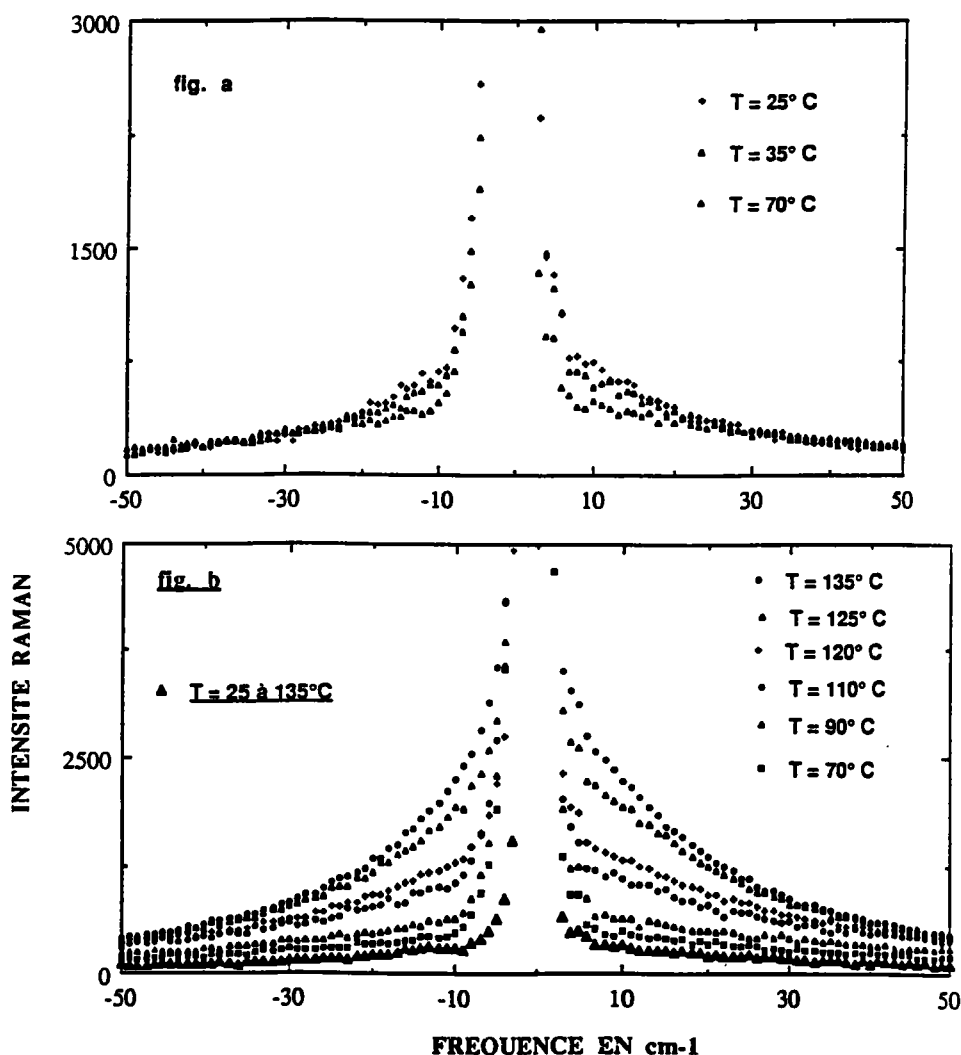 3000
fig. a
T = 25° C
T = 35° C
T = 70° C
1500
0
-50
-30
-10
10
30
50
5000
fig. b
T = 135° C
T = 125° C
T = 120° C
T = 110° C
T = 90° C
T = 70° C
T = 25 à 135°C
INTENSITE RAMAN
2500
0
-50
-30
-10
10
30
50
FREQUENCE EN cm-1